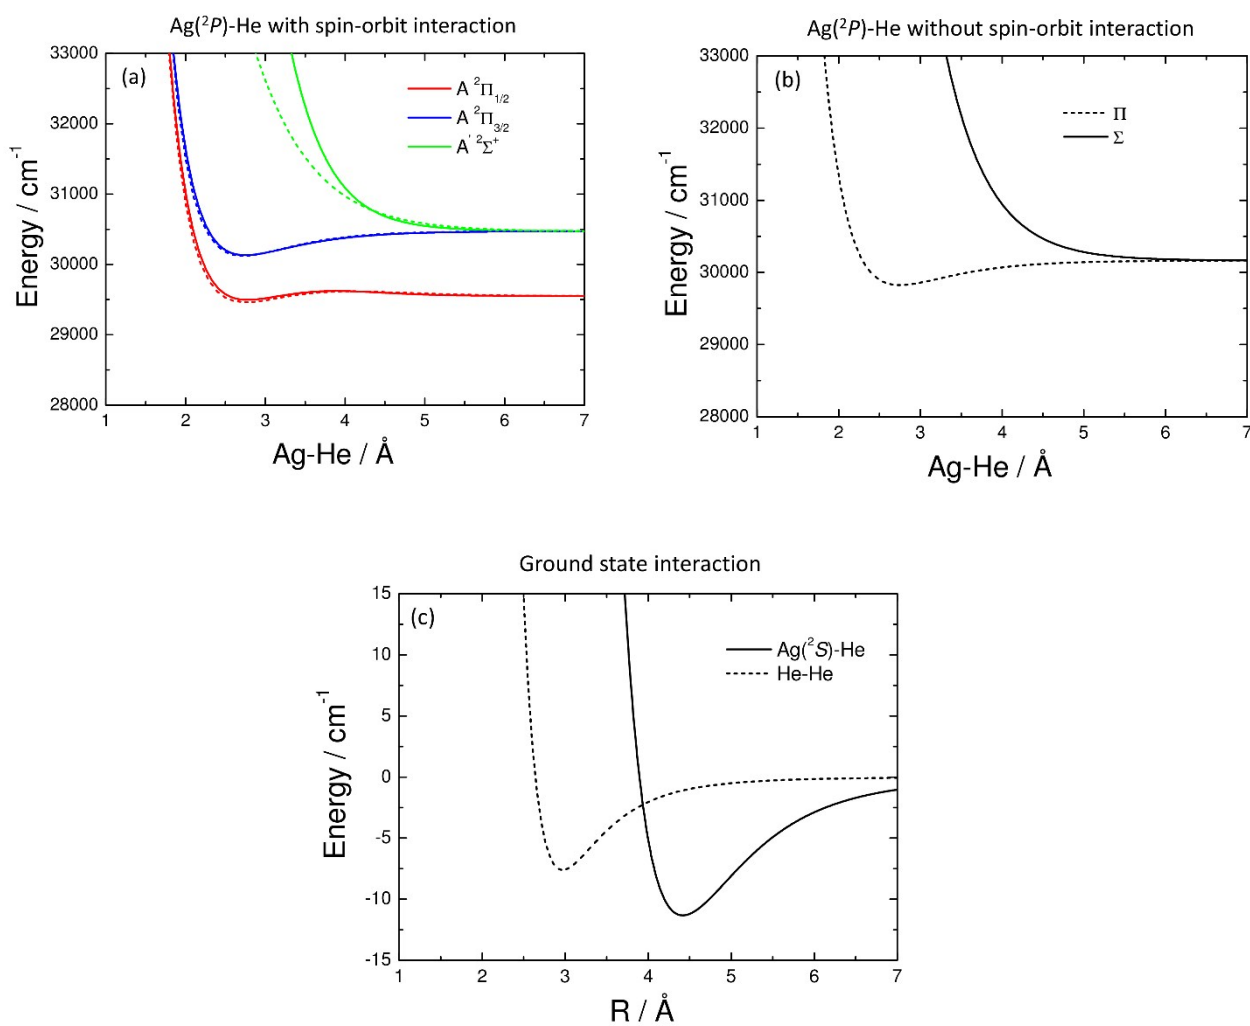 Ag(²P)-He with spin-orbit interaction
33000
32000
31000
30000
29000
28000
Energy / cm⁻¹
(a)
A ²Π₁/₂
A ²Π₃/₂
A' ²Σ⁺
1 2 3 4 5 6 7
Ag-He / Å
Ag(²P)-He without spin-orbit interaction
33000
32000
31000
30000
29000
28000
Energy / cm⁻¹
(b)
Π
Σ
1 2 3 4 5 6 7
Ag-He / Å
Ground state interaction
15
10
5
0
-5
-10
-15
Energy / cm⁻¹
(c)
Ag(²S)-He
He-He
1 2 3 4 5 6 7
R / Å